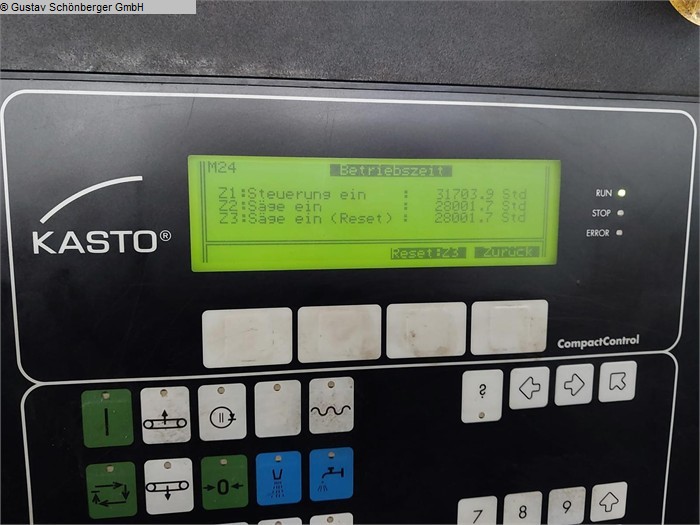 © Gustav Schönberger GmbH
M24 Betriebszeit
Z1:Steuerung ein : 31703.9 Std
Z2:Säge ein : 28001.7 Std
Z3:Säge ein (Reset) : 28001.7 Std
Reset:Z3 zurück
RUN
STOP
ERROR
KASTO®
CompactControl
?
7 8 9
0